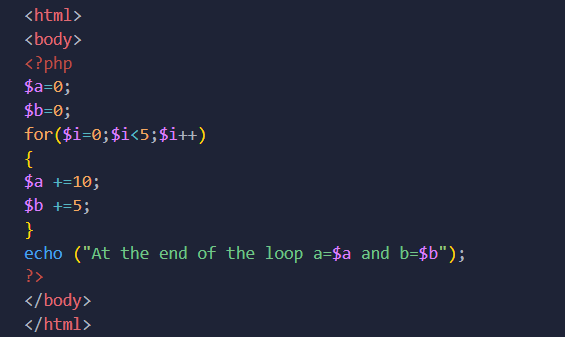 <html>
<body>
<?php
$a=0;
$b=0;
for($i=0;$i<5;$i++)
{
$a +=10;
$b +=5;
}
echo ("At the end of the loop a=$a and b=$b");
?>
</body>
</html>